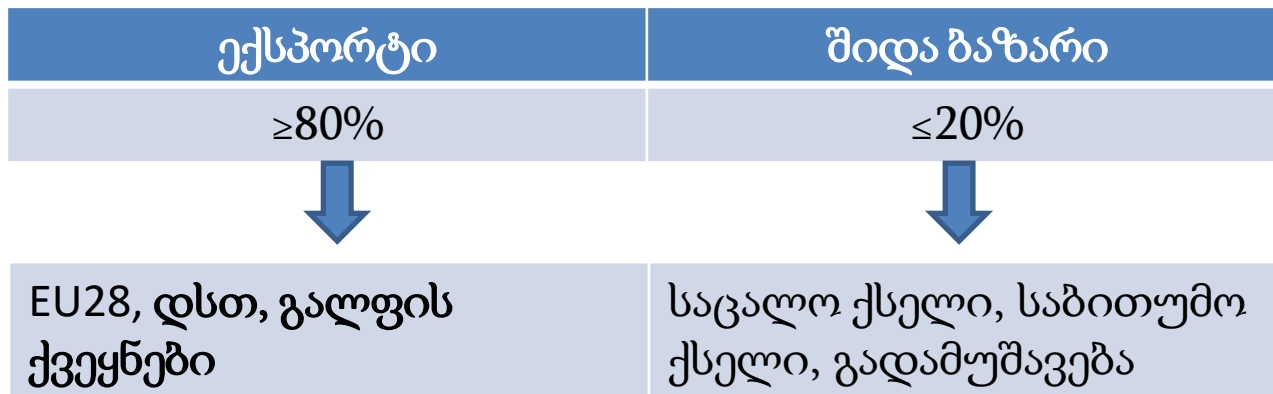 ექსპორტი
შიდა ბაზარი
≥80%
≤20%
EU28, დსთ, გალფის
ქვეყნები
საცალო ქსელი, საბითუმო
ქსელი, გადამუშავება